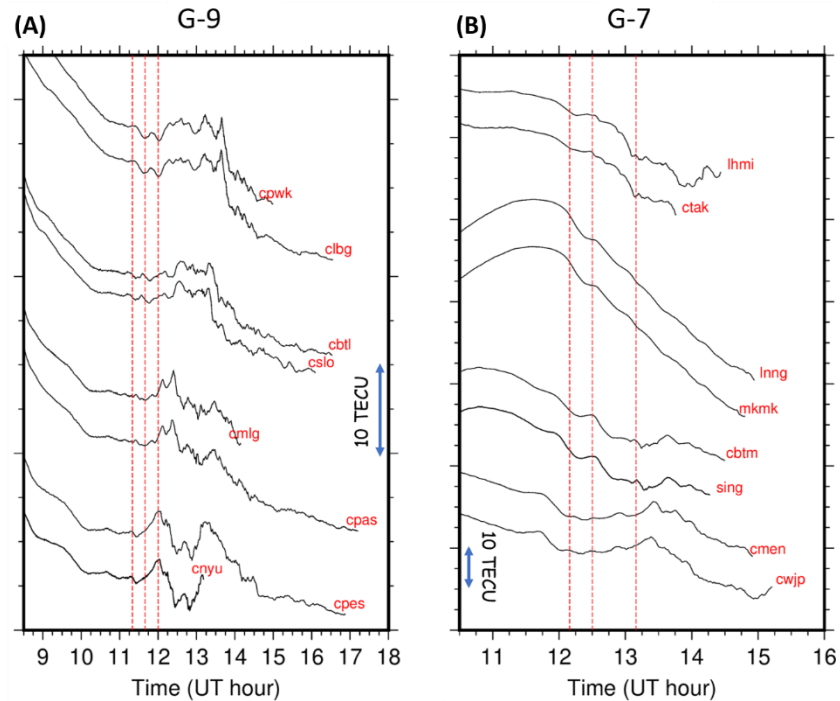 (A)
G-9
cpwk
clbg
cbtl
cslo
10 TECU
cmlg
cpas
cnyu
cpes
9 10 11 12 13 14 15 16 17 18
Time (UT hour)
(B)
G-7
lhmi
ctak
lnng
mkmk
cbtm
sing
cmen
10 TECU
cwjp
11 12 13 14 15 16
Time (UT hour)